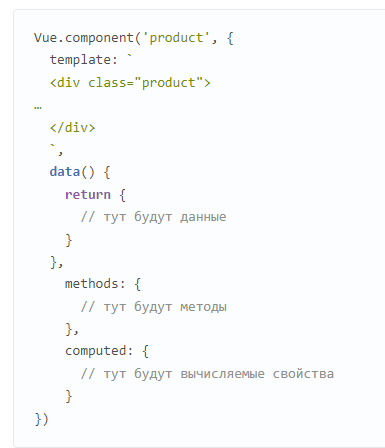 Vue.component('product', {
  template: `
  <div class="product">
…
  </div>
  `,
  data() {
    return {
      // тут будут данные
    }
  },
    methods: {
      // тут будут методы
    },
    computed: {
      // тут будут вычисляемые свойства
    }
})